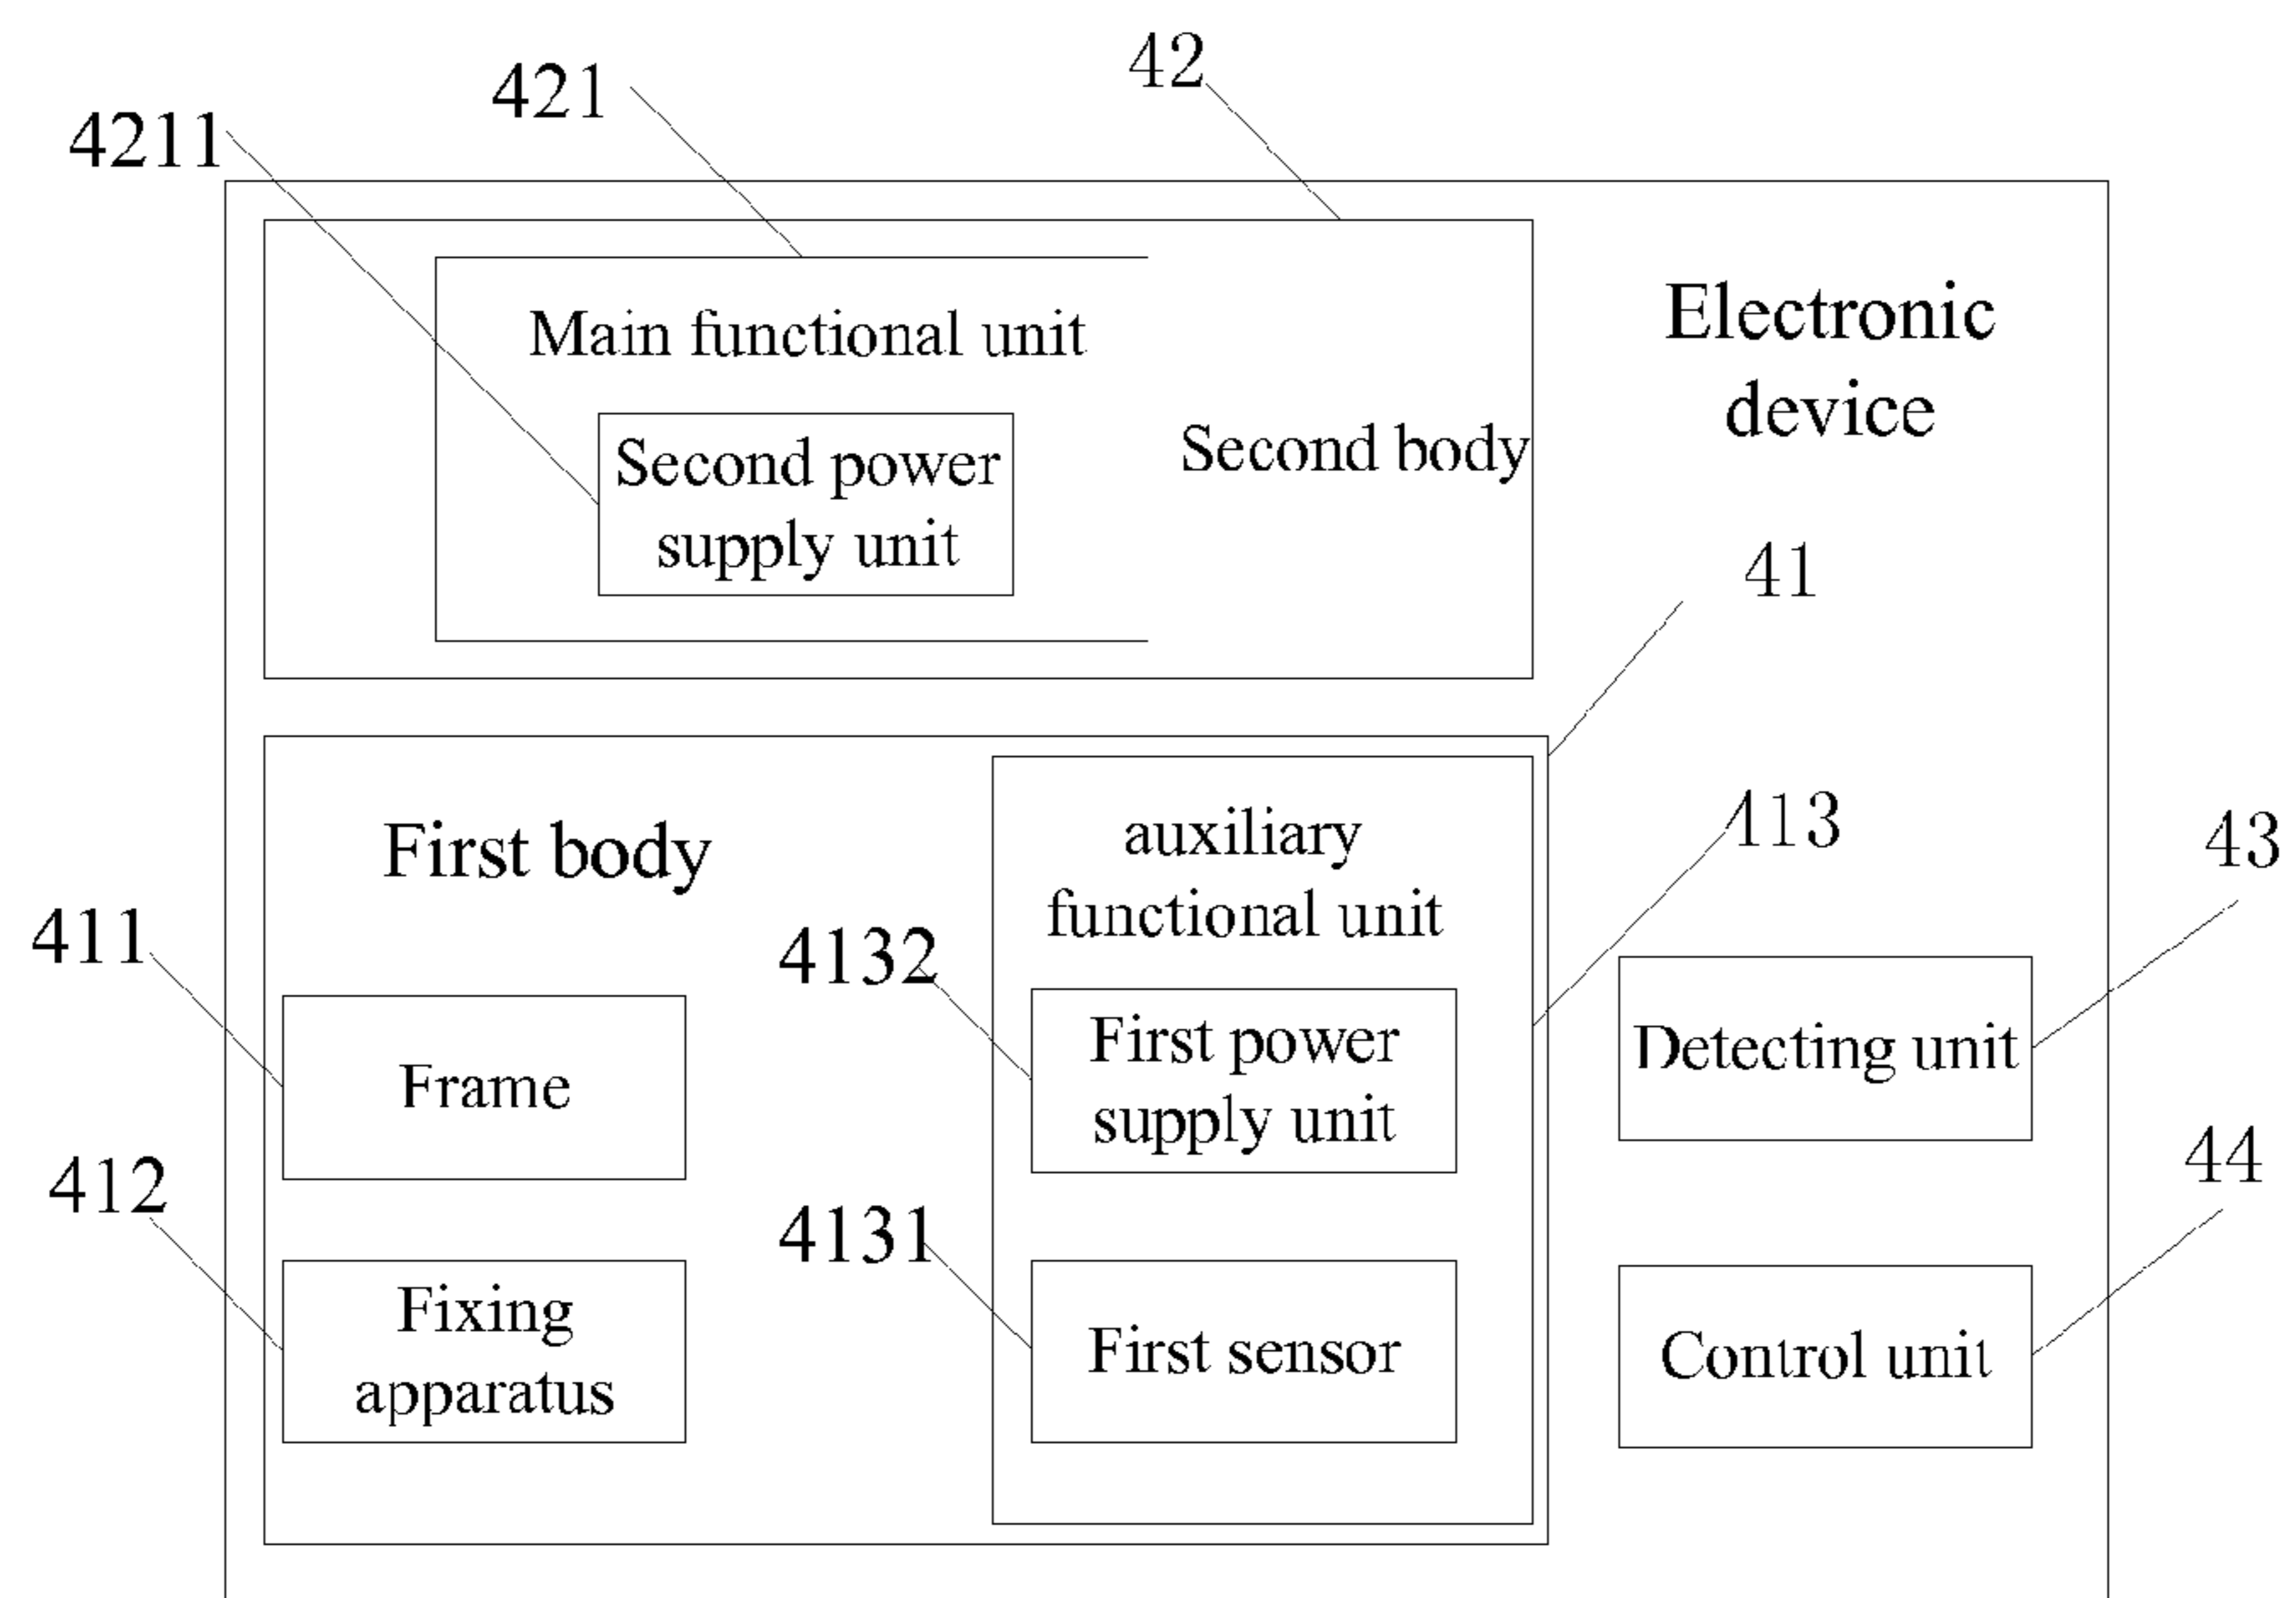 42
421
4211
Main functional unit
Electronic
device
Second body
Second power
supply unit
41
First body
auxiliary
functional unit
413
43
411
4132
Frame
First power
supply unit
Detecting unit
412
4131
44
Fixing
apparatus
First sensor
Control unit